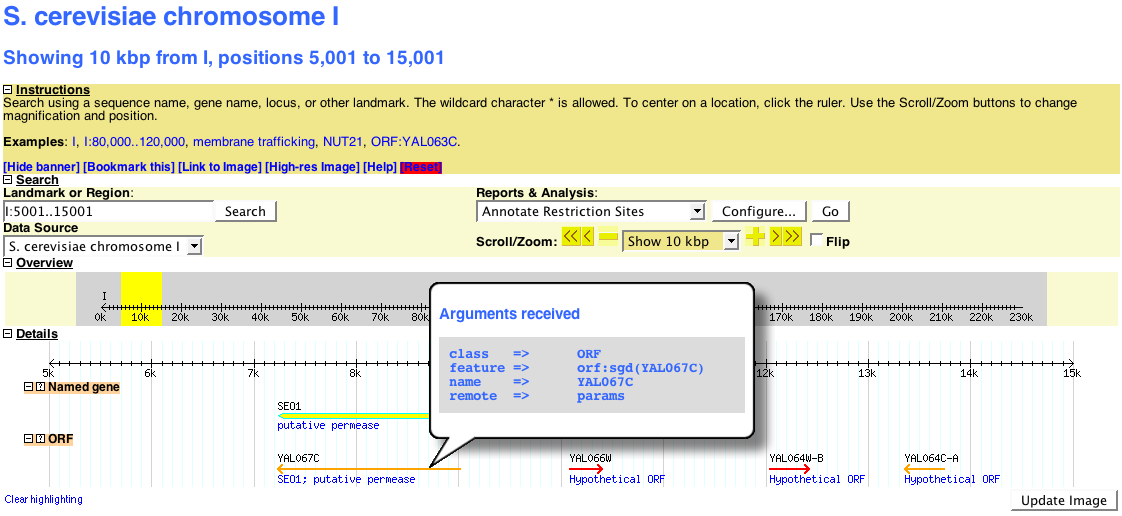 S. cerevisiae chromosome I
Showing 10 kbp from I, positions 5,001 to 15,001
Instructions
Search using a sequence name, gene name, locus, or other landmark. The wildcard character * is allowed. To center on a location, click the ruler. Use the Scroll/Zoom buttons to change
magnification and position.
Examples: I, I:80,000..120,000, membrane trafficking, NUT21, ORF:YAL063C.
[Hide banner] [Bookmark this] [Link to Image] [High-res Image] [Help] [Reset]
Search
Landmark or Region: Reports & Analysis:
I:5001..15001 Search Annotate Restriction Sites Configure... Go
Data Source
S. cerevisiae chromosome I Scroll/Zoom: << < Show 10 kbp > >> Flip
Overview
I
0k 10k 20k 30k 40k 50k 60k 70k 80k 170k 180k 190k 200k 210k 220k 230k
Arguments received
class => ORF
feature => orf:sgd(YAL067C)
name => YAL067C
remote => params
Details
5k 6k 7k 8k 12k 13k 14k 15k
Named gene
SEO1
putative permease
ORF
YAL067C YAL066W YAL064W-B YAL064C-A
SEO1; putative permease Hypothetical ORF Hypothetical ORF Hypothetical ORF
Clear highlighting
Update Image